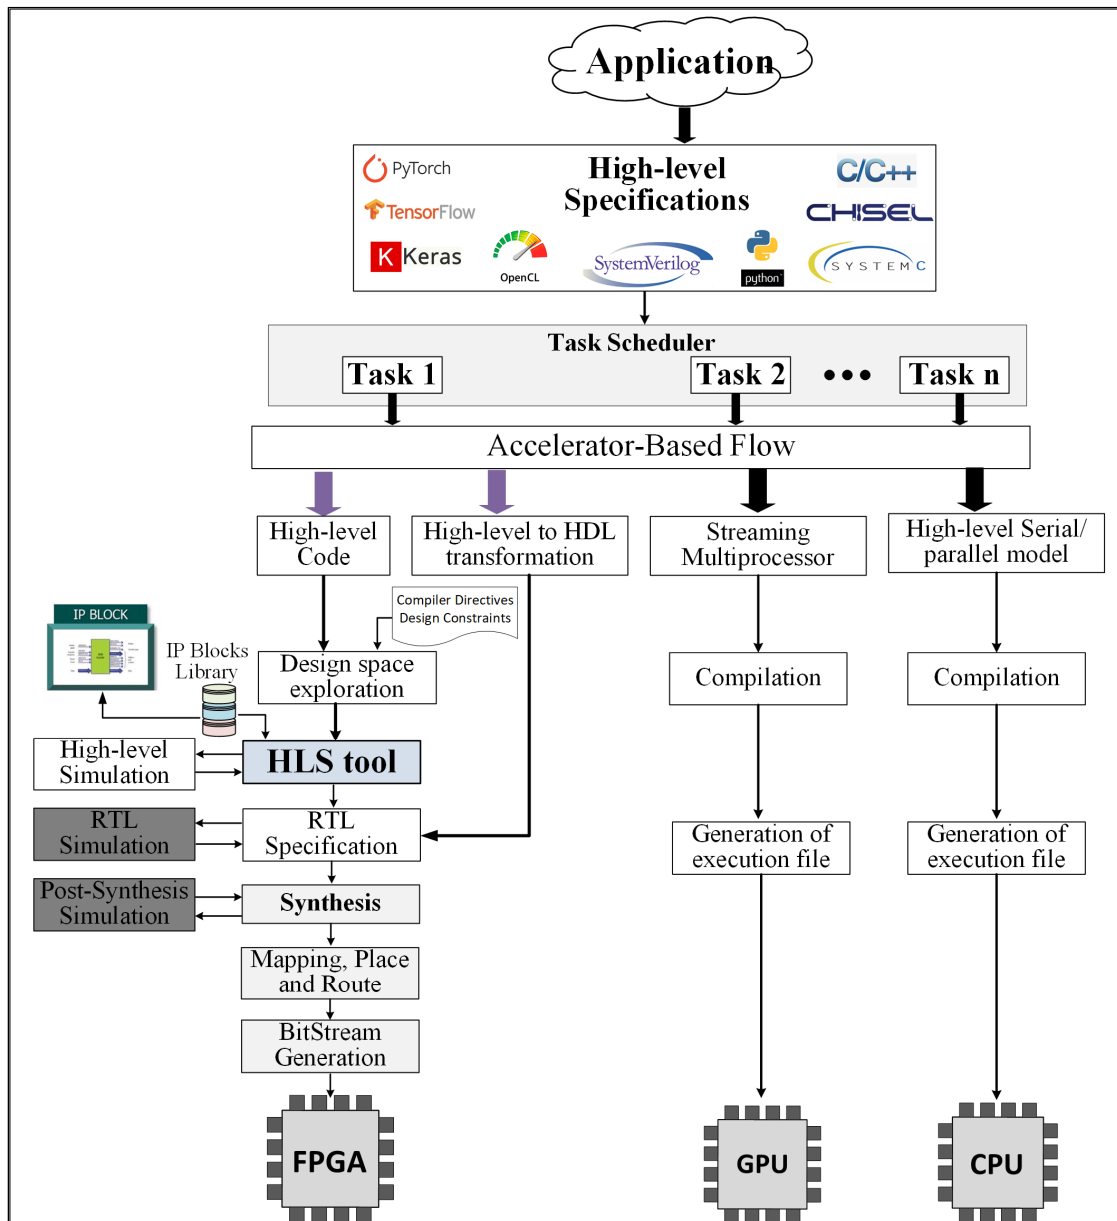 Application
High-level
Specifications
PyTorch
C/C++
TensorFlow
CHISEL
K Keras
OpenCL
SystemVerilog
python
SYSTEMC
Task Scheduler
Task 1
Task 2
Task n
Accelerator-Based Flow
High-level
Code
High-level to HDL
transformation
Streaming
Multiprocessor
High-level Serial/
parallel model
Compiler Directives
Design Constraints
IP BLOCK
IP Blocks
Library
Design space
exploration
Compilation
Compilation
High-level
Simulation
HLS tool
RTL
Simulation
RTL
Specification
Generation of
execution file
Generation of
execution file
Post-Synthesis
Simulation
Synthesis
Mapping, Place
and Route
BitStream
Generation
FPGA
GPU
CPU